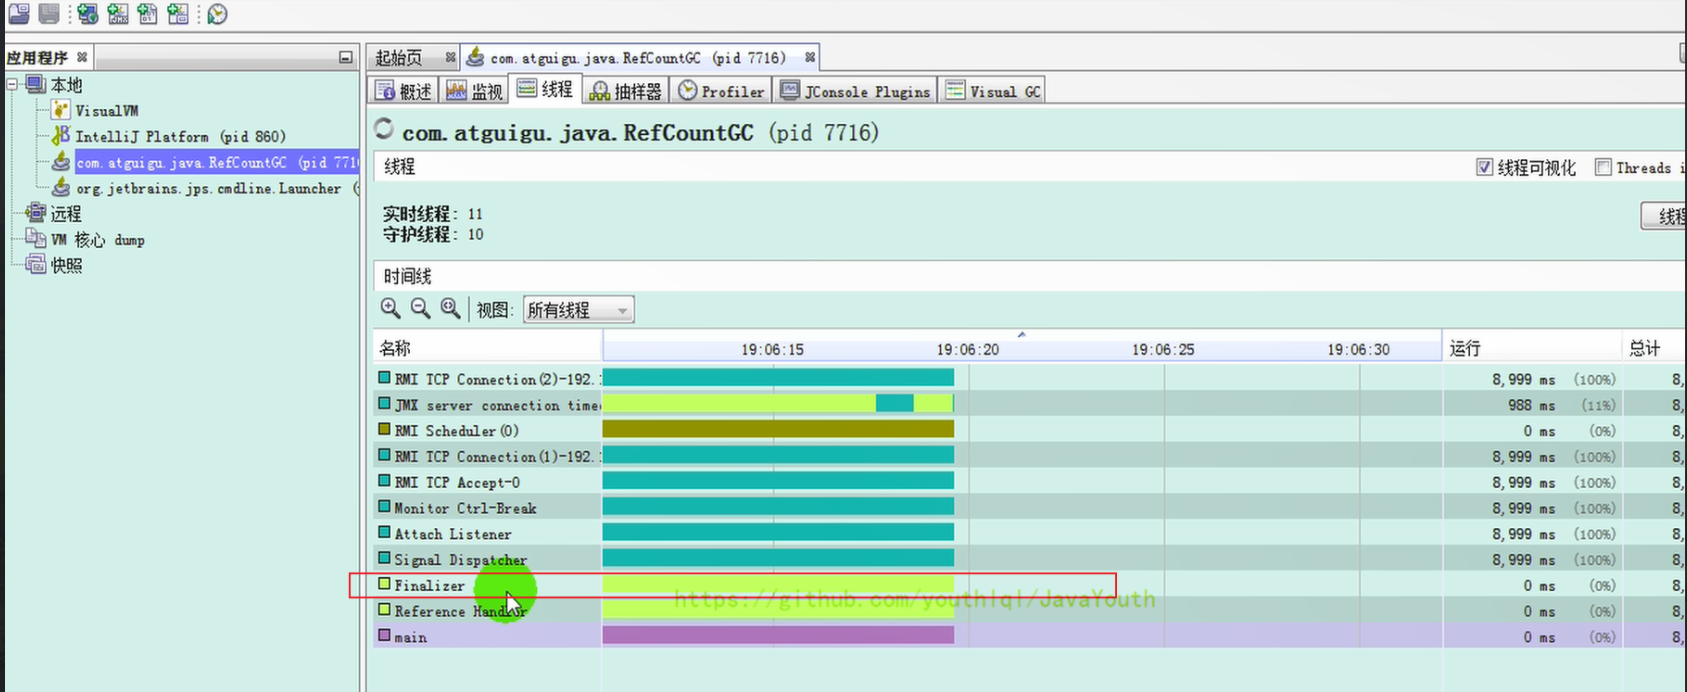 应用程序
本地
VisualVM
IntelliJ Platform (pid 860)
com.atguigu.java.RefCountGC (pid 771
org.jetbrains.jps.cmdline.Launcher (
远程
VM 核心 dump
快照
起始页 com.atguigu.java.RefCountGC (pid 7716)
概述 监视 线程 抽样器 Profiler JConsole Plugins Visual GC
com.atguigu.java.RefCountGC (pid 7716)
线程 线程可视化 Threads i
实时线程: 11
守护线程: 10
线程
时间线
视图: 所有线程
名称 19:06:15 19:06:20 19:06:25 19:06:30 运行 总计
RMI TCP Connection(2)-192. 8,999 ms (100%) 8,
JMX server connection time 988 ms (11%) 8,
RMI Scheduler(0) 0 ms (0%) 8,
RMI TCP Connection(1)-192. 8,999 ms (100%) 8,
RMI TCP Accept-0 8,999 ms (100%) 8,
Monitor Ctrl-Break 8,999 ms (100%) 8,
Attach Listener 8,999 ms (100%) 8,
Signal Dispatcher 8,999 ms (100%) 8,
Finalizer 0 ms (0%) 8,
https://github.com/youthlql/JavaYouth
Reference Handler 0 ms (0%) 8,
main 0 ms (0%) 8,